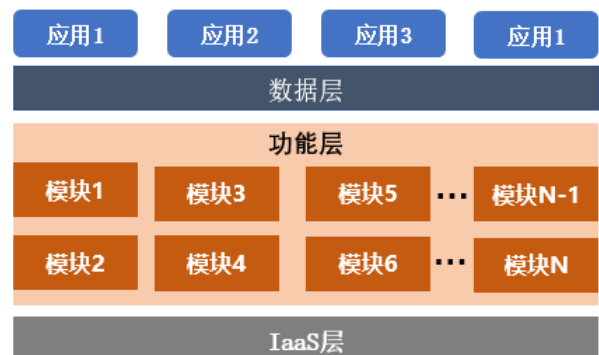 应用1 应用2 应用3 应用1
数据层
功能层
模块1 模块3 模块5 ··· 模块N-1
模块2 模块4 模块6 ··· 模块N
IaaS层